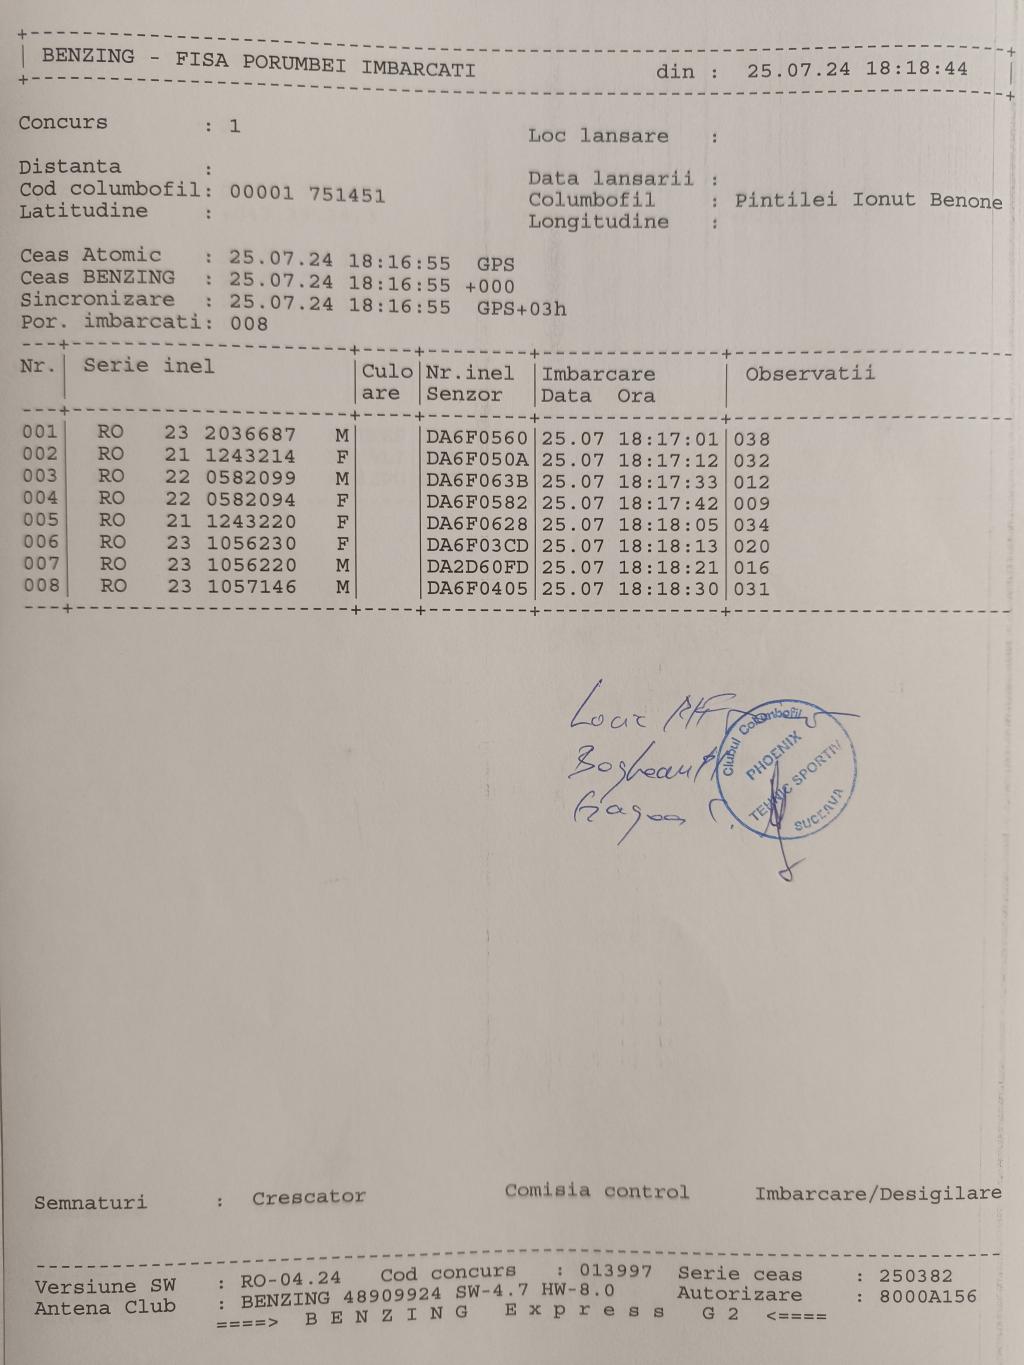 BENZING - FISA PORUMBEI IMBARCATI din : 25.07.24 18:18:44
Concurs : 1 Loc lansare :
Distanta : Data lansarii :
Cod columbofil: 00001 751451 Columbofil : Pintilei Ionut Benone
Latitudine : Longitudine :
Ceas Atomic : 25.07.24 18:16:55 GPS
Ceas BENZING : 25.07.24 18:16:55 +000
Sincronizare : 25.07.24 18:16:55 GPS+03h
Por. imbarcati: 008
Nr. Serie inel Culo Nr.inel Imbarcare Observatii
are Senzor Data Ora
001 RO 23 2036687 M DA6F0560 25.07 18:17:01 038
002 RO 21 1243214 F DA6F050A 25.07 18:17:12 032
003 RO 22 0582099 M DA6F063B 25.07 18:17:33 012
004 RO 22 0582094 F DA6F0582 25.07 18:17:42 009
005 RO 21 1243220 F DA6F0628 25.07 18:18:05 034
006 RO 23 1056230 F DA6F03CD 25.07 18:18:13 020
007 RO 23 1056220 M DA2D60FD 25.07 18:18:21 016
008 RO 23 1057146 M DA6F0405 25.07 18:18:30 031
Clubul Columbofil
PHOENIX
TEHNIC SPORTIV
SUCEAVA
Semnaturi : Crescator Comisia control Imbarcare/Desigilare
Versiune SW : RO-04.24 Cod concurs : 013997 Serie ceas : 250382
Antena Club : BENZING 48909924 SW-4.7 HW-8.0 Autorizare : 8000A156
====> B E N Z I N G E x p r e s s G 2 <====